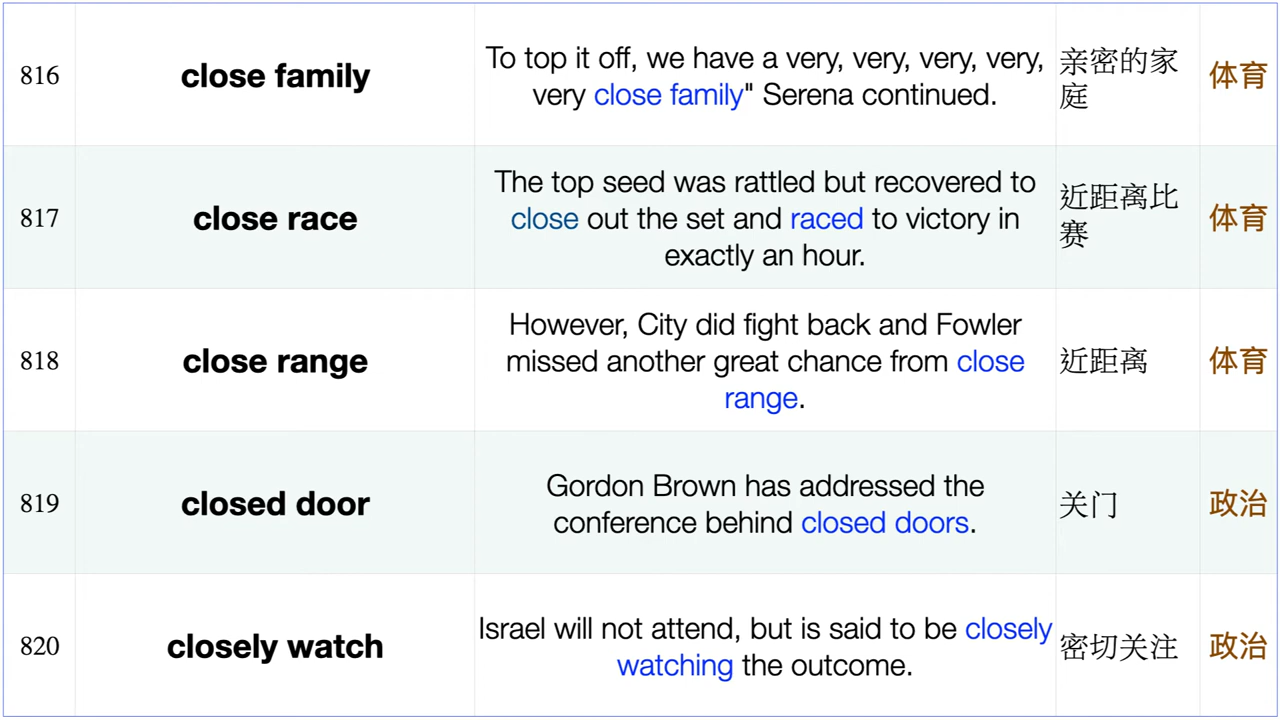 816
close family
To top it off, we have a very, very, very, very,
very close family" Serena continued.
亲密的家
庭
体育
817
close race
The top seed was rattled but recovered to
close out the set and raced to victory in
exactly an hour.
近距离比
赛
体育
818
close range
However, City did fight back and Fowler
missed another great chance from close
range.
近距离
体育
819
closed door
Gordon Brown has addressed the
conference behind closed doors.
关门
政治
820
closely watch
Israel will not attend, but is said to be closely
watching the outcome.
密切关注
政治